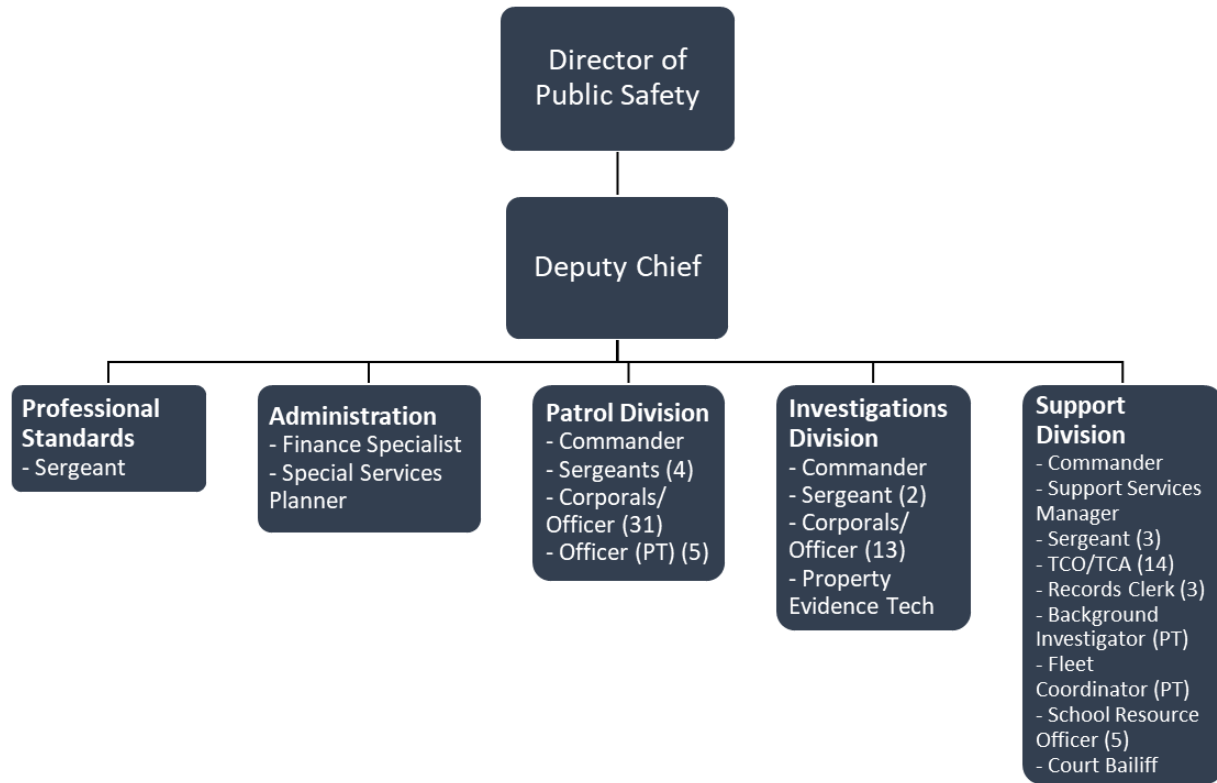 Director of
Public Safety
Deputy Chief
Professional
Standards
- Sergeant
Administration
- Finance Specialist
- Special Services
Planner
Patrol Division
- Commander
- Sergeants (4)
- Corporals/
Officer (31)
- Officer (PT) (5)
Investigations
Division
- Commander
- Sergeant (2)
- Corporals/
Officer (13)
- Property
Evidence Tech
Support
Division
- Commander
- Support Services
Manager
- Sergeant (3)
- TCO/TCA (14)
- Records Clerk (3)
- Background
Investigator (PT)
- Fleet
Coordinator (PT)
- School Resource
Officer (5)
- Court Bailiff